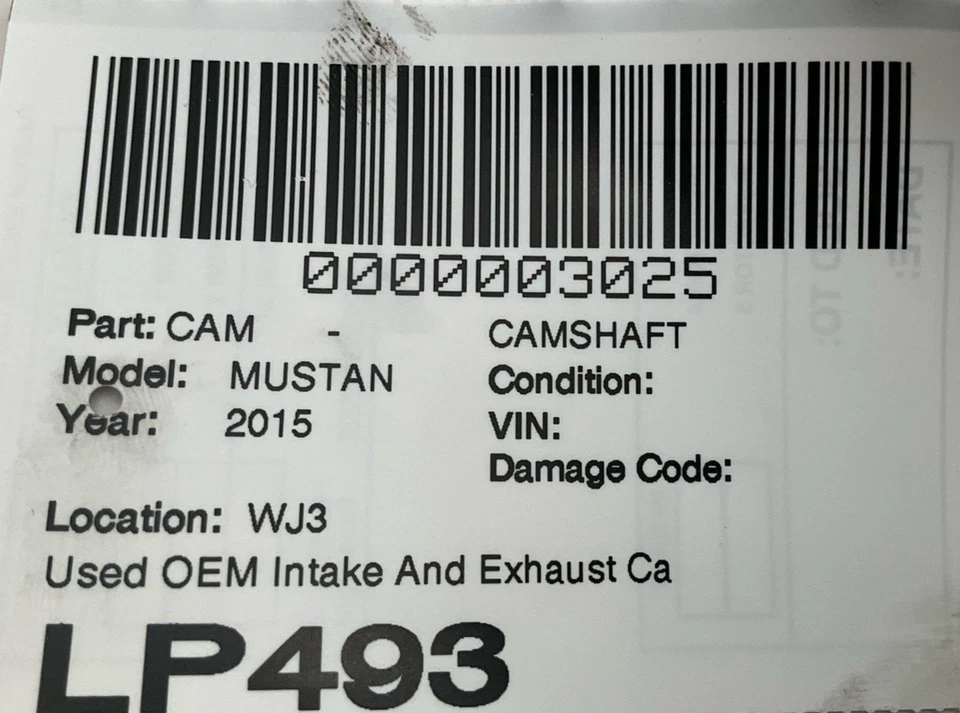 0000003025
Part: CAM - CAMSHAFT
Model: MUSTAN Condition:
Year: 2015 VIN:
Damage Code:
Location: WJ3
Used OEM Intake And Exhaust Ca
LP493